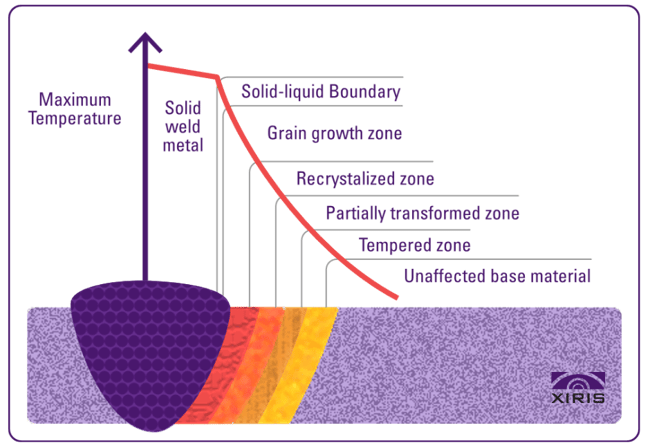 Maximum
Temperature
Solid
weld
metal
Solid-liquid Boundary
Grain growth zone
Recrystalized zone
Partially transformed zone
Tempered zone
Unaffected base material
XIRIS